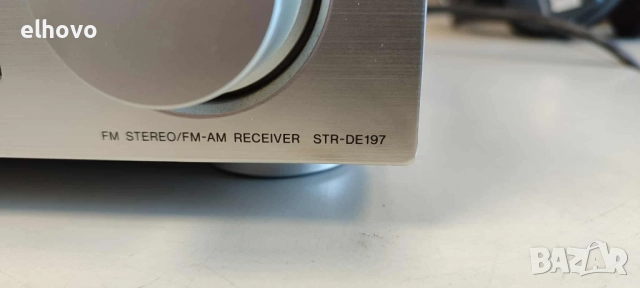 elhovo
FM STEREO/FM-AM RECEIVER STR-DE197
BAZAR